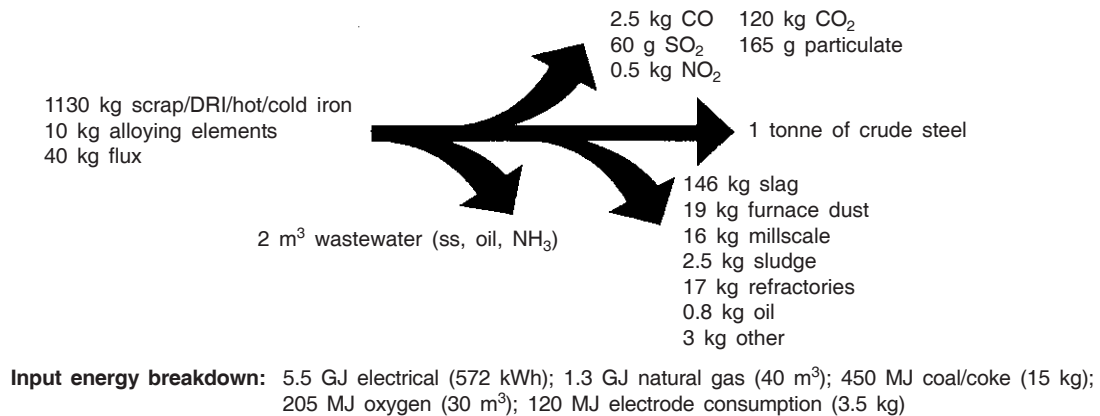 2.5 kg CO 120 kg CO₂
60 g SO₂ 165 g particulate
0.5 kg NO₂
1130 kg scrap/DRI/hot/cold iron
10 kg alloying elements
40 kg flux
1 tonne of crude steel
146 kg slag
19 kg furnace dust
16 kg millscale
2.5 kg sludge
17 kg refractories
0.8 kg oil
3 kg other
2 m³ wastewater (ss, oil, NH₃)
Input energy breakdown: 5.5 GJ electrical (572 kWh); 1.3 GJ natural gas (40 m³); 450 MJ coal/coke (15 kg);
205 MJ oxygen (30 m³); 120 MJ electrode consumption (3.5 kg)